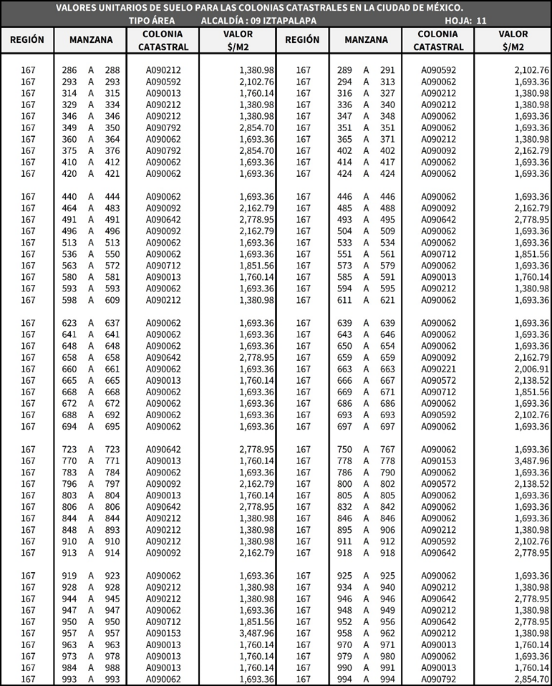 VALORES UNITARIOS DE SUELO PARA LAS COLONIAS CATASTRALES EN LA CIUDAD DE MÉXICO.
TIPO ÁREA ALCALDÍA : 09 IZTAPALAPA HOJA: 11
REGIÓN MANZANA COLONIA CATASTRAL VALOR $/M2 REGIÓN MANZANA COLONIA CATASTRAL VALOR $/M2
167 286 A 288 A090212 1,380.98 167 289 A 291 A090592 2,102.76
167 293 A 293 A090592 2,102.76 167 294 A 313 A090062 1,693.36
167 314 A 315 A090013 1,760.14 167 316 A 327 A090212 1,380.98
167 329 A 334 A090212 1,380.98 167 336 A 340 A090212 1,380.98
167 346 A 346 A090212 1,380.98 167 347 A 348 A090062 1,693.36
167 349 A 350 A090792 2,854.70 167 351 A 351 A090062 1,693.36
167 360 A 364 A090062 1,693.36 167 365 A 371 A090212 1,380.98
167 375 A 376 A090792 2,854.70 167 402 A 402 A090092 2,162.79
167 410 A 412 A090062 1,693.36 167 414 A 417 A090062 1,693.36
167 420 A 421 A090062 1,693.36 167 424 A 424 A090062 1,693.36
167 440 A 444 A090062 1,693.36 167 446 A 446 A090062 1,693.36
167 464 A 483 A090092 2,162.79 167 485 A 488 A090092 2,162.79
167 491 A 491 A090642 2,778.95 167 493 A 495 A090642 2,778.95
167 496 A 496 A090092 2,162.79 167 504 A 509 A090062 1,693.36
167 513 A 513 A090062 1,693.36 167 533 A 534 A090062 1,693.36
167 536 A 550 A090062 1,693.36 167 551 A 561 A090712 1,851.56
167 563 A 572 A090712 1,851.56 167 573 A 579 A090062 1,693.36
167 580 A 581 A090013 1,760.14 167 585 A 591 A090013 1,760.14
167 593 A 593 A090062 1,693.36 167 594 A 595 A090212 1,380.98
167 598 A 609 A090212 1,380.98 167 611 A 621 A090062 1,693.36
167 623 A 637 A090062 1,693.36 167 639 A 639 A090062 1,693.36
167 641 A 641 A090062 1,693.36 167 643 A 646 A090062 1,693.36
167 648 A 648 A090062 1,693.36 167 650 A 654 A090062 1,693.36
167 658 A 658 A090642 2,778.95 167 659 A 659 A090092 2,162.79
167 660 A 661 A090062 1,693.36 167 663 A 663 A090221 2,006.91
167 665 A 665 A090013 1,760.14 167 666 A 667 A090572 2,138.52
167 668 A 668 A090062 1,693.36 167 669 A 671 A090712 1,851.56
167 672 A 672 A090062 1,693.36 167 686 A 686 A090062 1,693.36
167 688 A 692 A090062 1,693.36 167 693 A 693 A090592 2,102.76
167 694 A 695 A090062 1,693.36 167 697 A 697 A090062 1,693.36
167 723 A 723 A090642 2,778.95 167 750 A 767 A090062 1,693.36
167 770 A 771 A090013 1,760.14 167 778 A 778 A090153 3,487.96
167 783 A 784 A090062 1,693.36 167 786 A 790 A090062 1,693.36
167 796 A 797 A090092 2,162.79 167 800 A 802 A090572 2,138.52
167 803 A 804 A090013 1,760.14 167 805 A 805 A090062 1,693.36
167 806 A 806 A090642 2,778.95 167 832 A 842 A090062 1,693.36
167 844 A 844 A090212 1,380.98 167 846 A 846 A090062 1,693.36
167 848 A 893 A090212 1,380.98 167 895 A 906 A090212 1,380.98
167 910 A 910 A090212 1,380.98 167 911 A 912 A090592 2,102.76
167 913 A 914 A090092 2,162.79 167 918 A 918 A090642 2,778.95
167 919 A 923 A090062 1,693.36 167 925 A 925 A090062 1,693.36
167 928 A 928 A090212 1,380.98 167 934 A 940 A090212 1,380.98
167 944 A 945 A090212 1,380.98 167 946 A 946 A090642 2,778.95
167 947 A 947 A090062 1,693.36 167 948 A 949 A090212 1,380.98
167 950 A 950 A090712 1,851.56 167 952 A 956 A090642 2,778.95
167 957 A 957 A090153 3,487.96 167 958 A 962 A090212 1,380.98
167 963 A 963 A090013 1,760.14 167 970 A 971 A090013 1,760.14
167 973 A 978 A090013 1,760.14 167 979 A 980 A090062 1,693.36
167 984 A 988 A090013 1,760.14 167 990 A 991 A090013 1,760.14
167 993 A 993 A090062 1,693.36 167 994 A 994 A090792 2,854.70